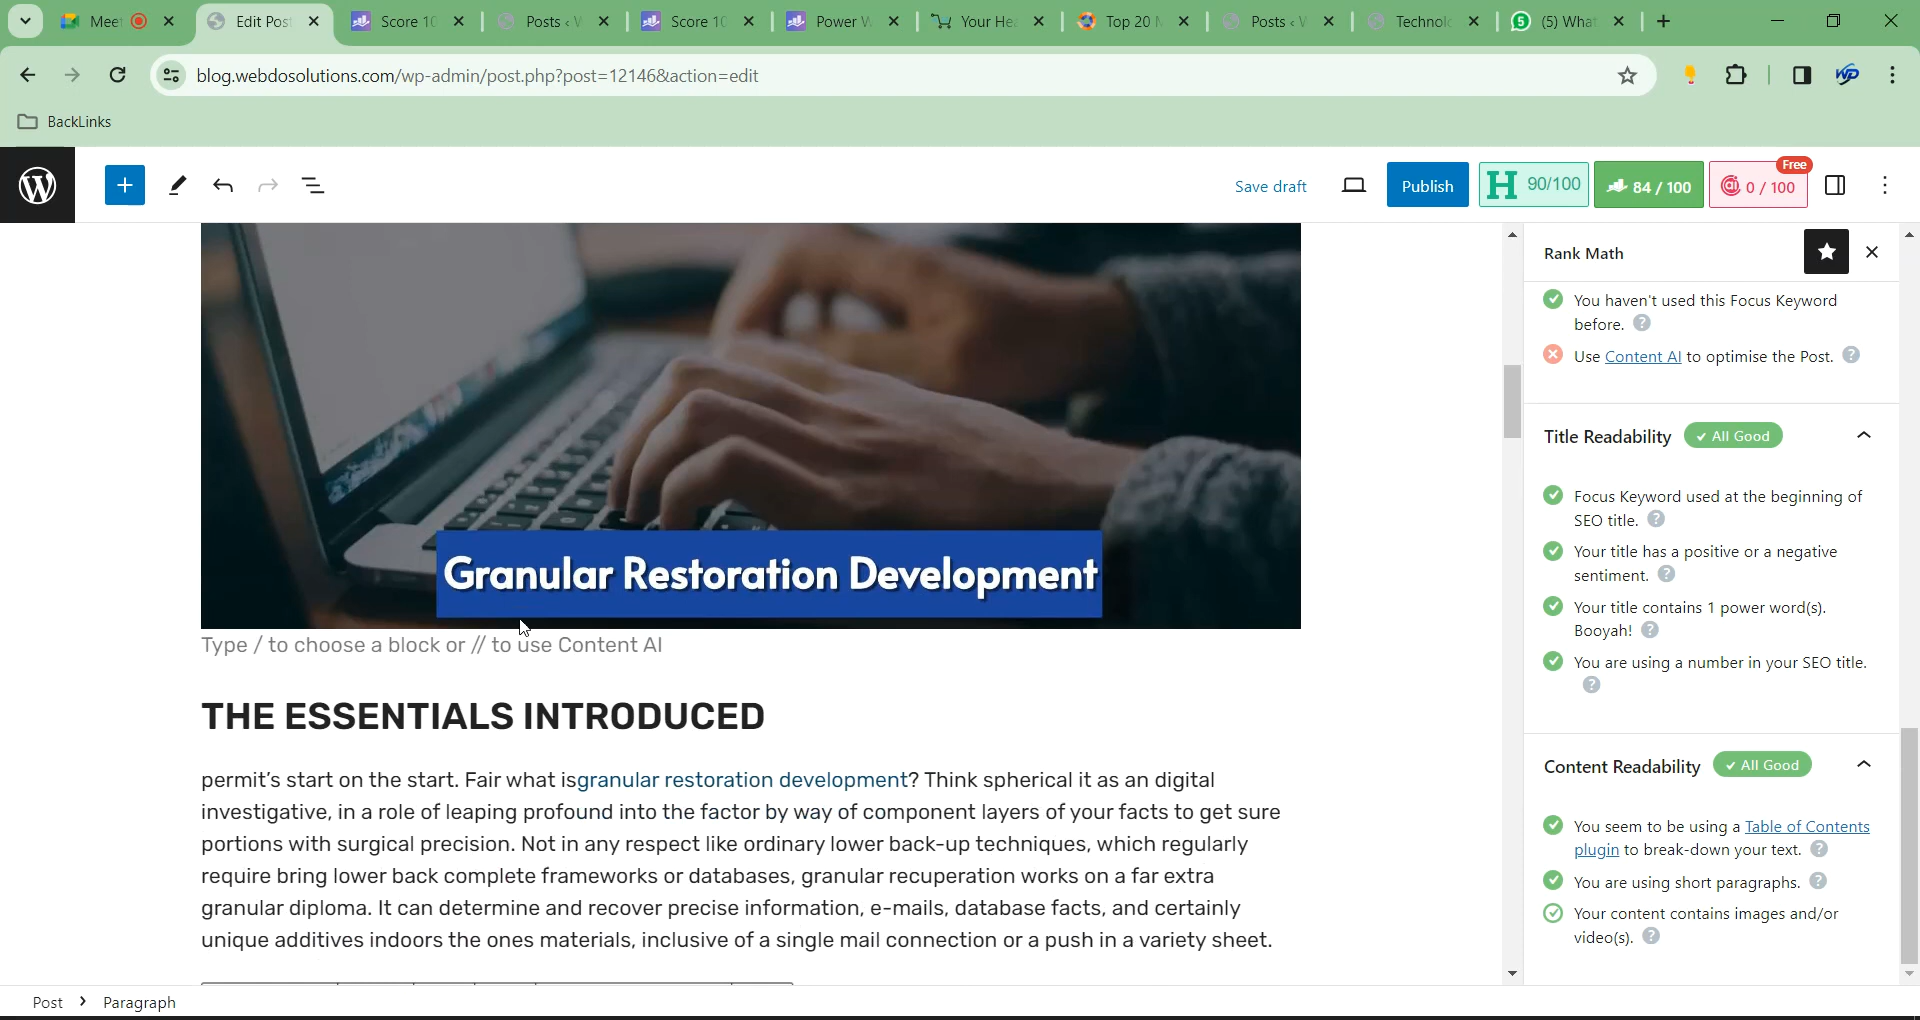 Meet
Edit Pos
Score 10
Posts ‹ W
Score 10
Power W
Your He
Top 20 M
Posts ‹ V
Technolo
5
(5) What
blog.webdosolutions.com/wp-admin/post.php?post=12146&action=edit
BackLinks
Save draft
Publish
H 90/100
84 / 100
0 / 100
Free
Granular Restoration Development
Type / to choose a block or // to use Content AI
THE ESSENTIALS INTRODUCED
permit's start on the start. Fair what isgranular restoration development? Think spherical it as an digital
investigative, in a role of leaping profound into the factor by way of component layers of your facts to get sure
portions with surgical precision. Not in any respect like ordinary lower back-up techniques, which regularly
require bring lower back complete frameworks or databases, granular recuperation works on a far extra
granular diploma. It can determine and recover precise information, e-mails, database facts, and certainly
unique additives indoors the ones materials, inclusive of a single mail connection or a push in a variety sheet.
Rank Math
You haven't used this Focus Keyword
before. ?
Use Content AI to optimise the Post. ?
Title Readability ✓ All Good
Focus Keyword used at the beginning of
SEO title. ?
Your title has a positive or a negative
sentiment. ?
Your title contains 1 power word(s).
Booyah! ?
You are using a number in your SEO title.
?
Content Readability ✓ All Good
You seem to be using a Table of Contents
plugin to break-down your text. ?
You are using short paragraphs. ?
Your content contains images and/or
video(s). ?
Post › Paragraph